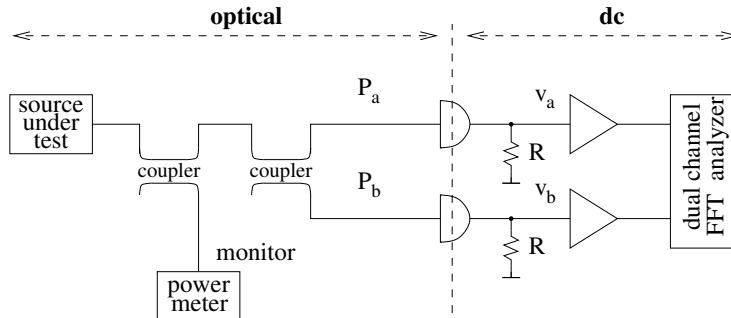 optical
dc
source
under
test
coupler
coupler
P_a
P_b
v_a
v_b
R
R
monitor
power
meter
dual channel
FFT analyzer